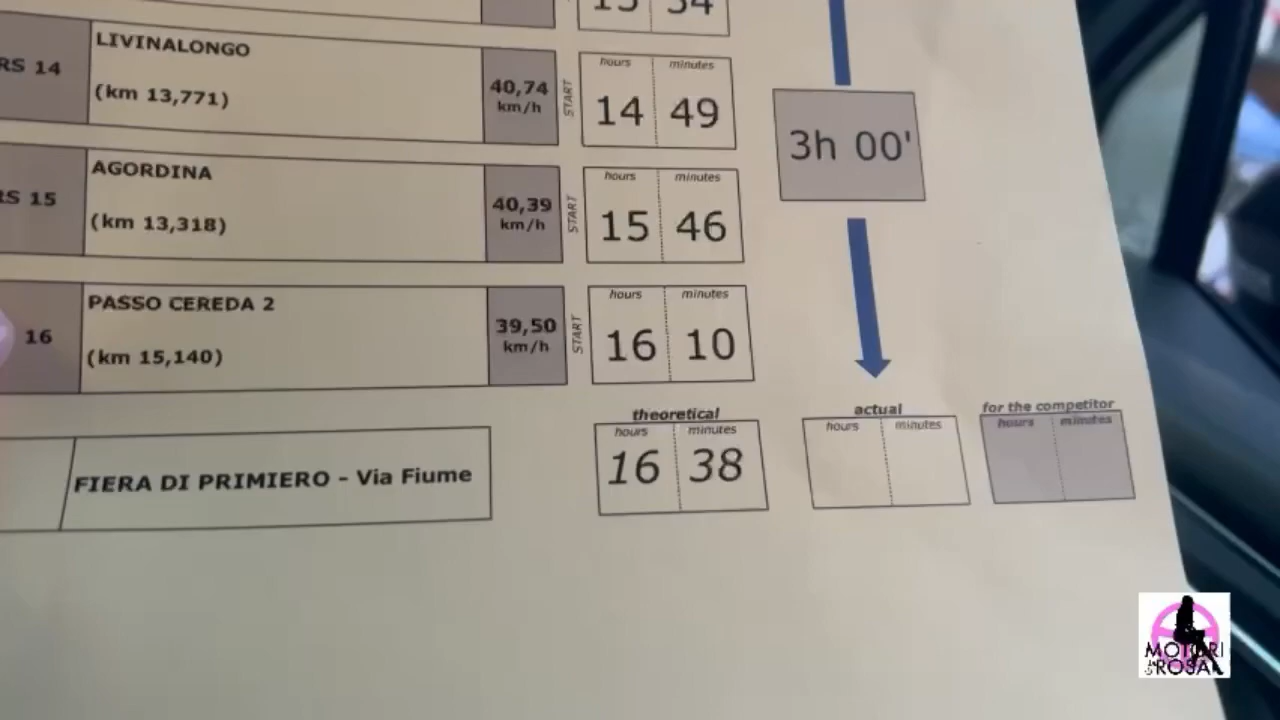 13 34
LIVINALONGO
RS 14
(km 13,771)
40,74
km/h
START
hours minutes
14 49
3h 00'
AGORDINA
RS 15
(km 13,318)
40,39
km/h
START
hours minutes
15 46
PASSO CEREDA 2
16
(km 15,140)
39,50
km/h
START
hours minutes
16 10
theoretical
actual
for the competitor
hours minutes
hours minutes
hours minutes
FIERA DI PRIMIERO - Via Fiume
16 38
MOTORI
ROSA